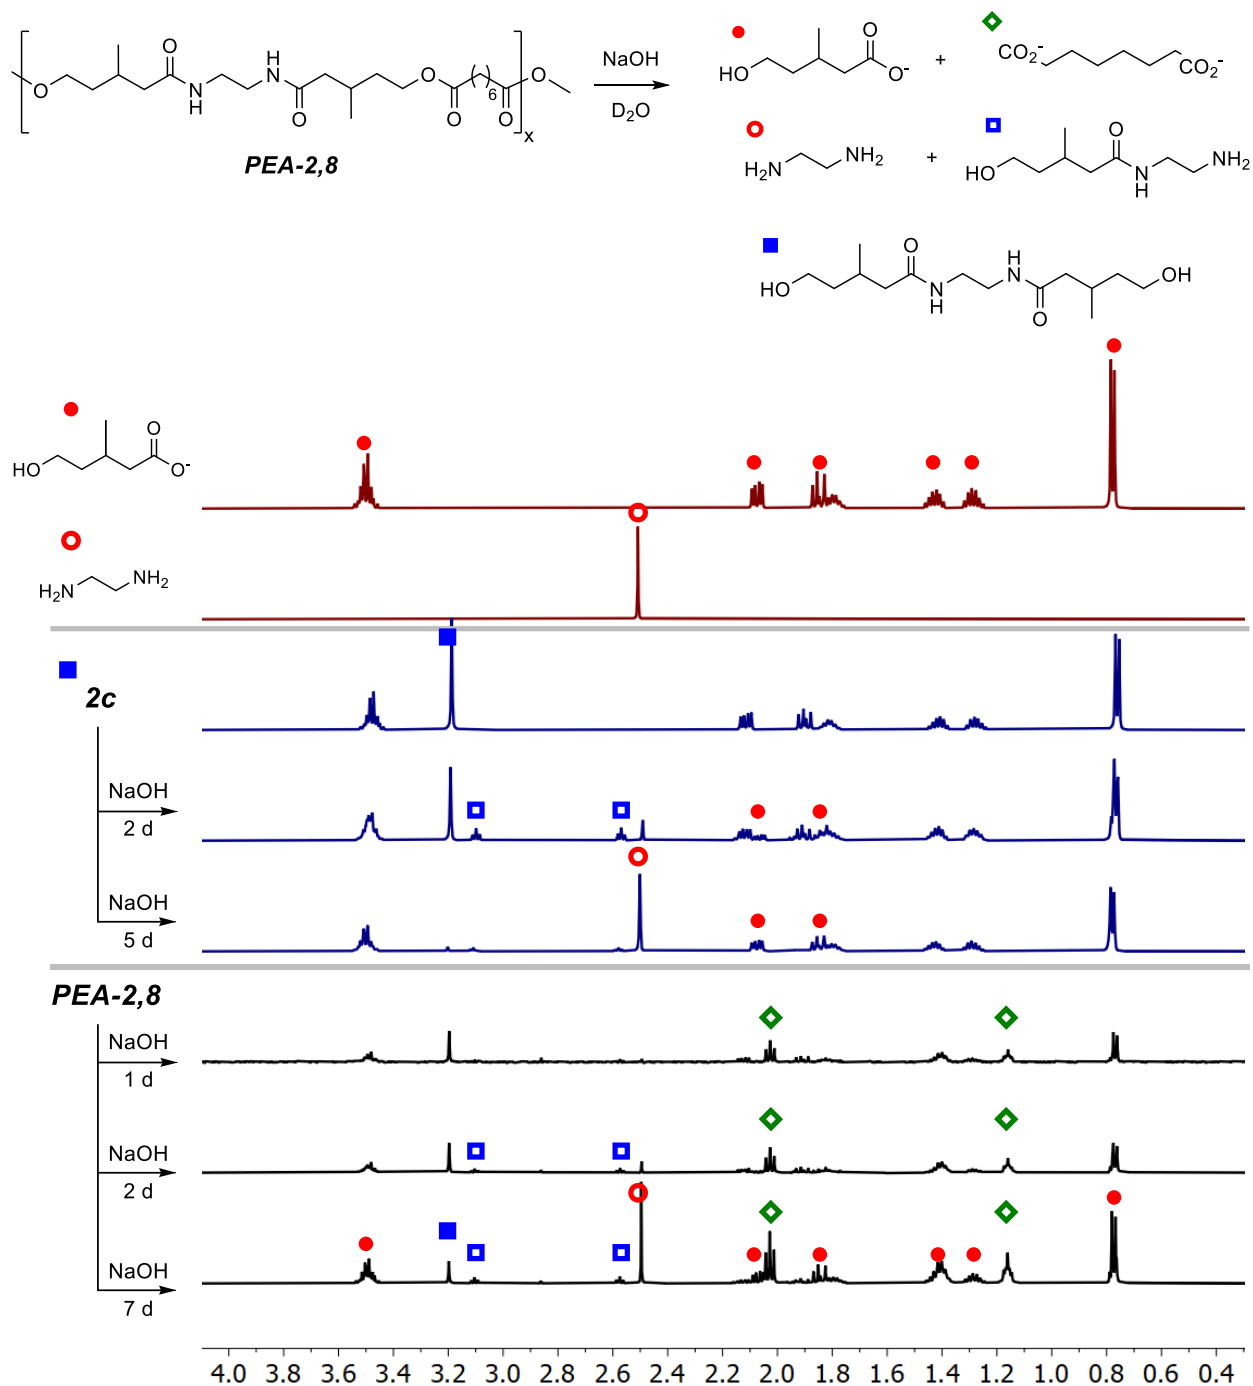 O
N
H
H
N
O
O
O
( )6
O
O
x
PEA-2,8
NaOH
D2O
HO
O
O-
+
CO2-
CO2-
H2N
NH2
+
HO
O
N
H
NH2
HO
O
N
H
H
N
O
OH
HO
O
O-
H2N
NH2
2c
NaOH
2 d
NaOH
5 d
PEA-2,8
NaOH
1 d
NaOH
2 d
NaOH
7 d
4.0 3.8 3.6 3.4 3.2 3.0 2.8 2.6 2.4 2.2 2.0 1.8 1.6 1.4 1.2 1.0 0.8 0.6 0.4